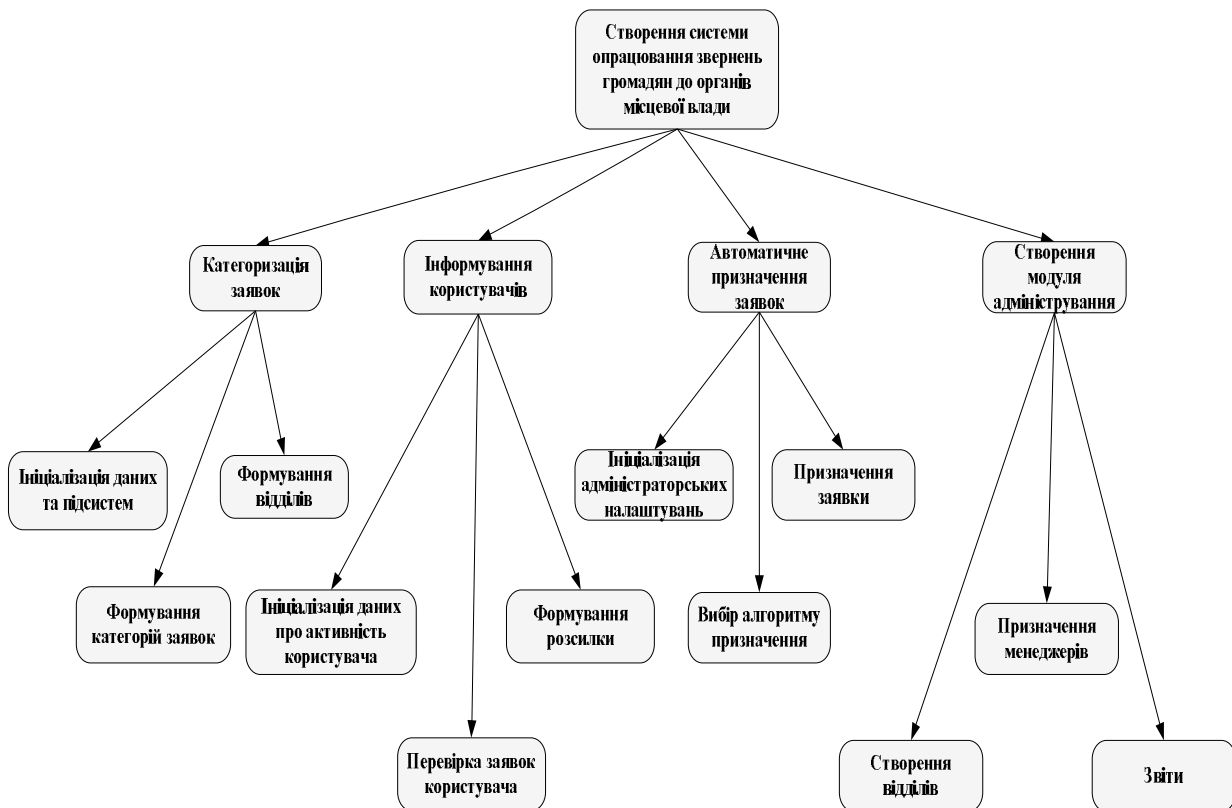 Створення системи
опрацювання звернень
громадян до органів
місцевої влади
Категоризація
заявок
Інформування
користувачів
Автоматичне
призначення
заявок
Створення
модуля
адміністрування
Ініціалізація даних
та підсистем
Формування
відділів
Ініціалізація
адміністраторських
налаштувань
Призначення
заявки
Формування
категорій заявок
Ініціалізація даних
про активність
користувача
Формування
розсилки
Вибір алгоритму
призначення
Призначення
менеджерів
Перевірка заявок
користувача
Створення
відділів
Звіти